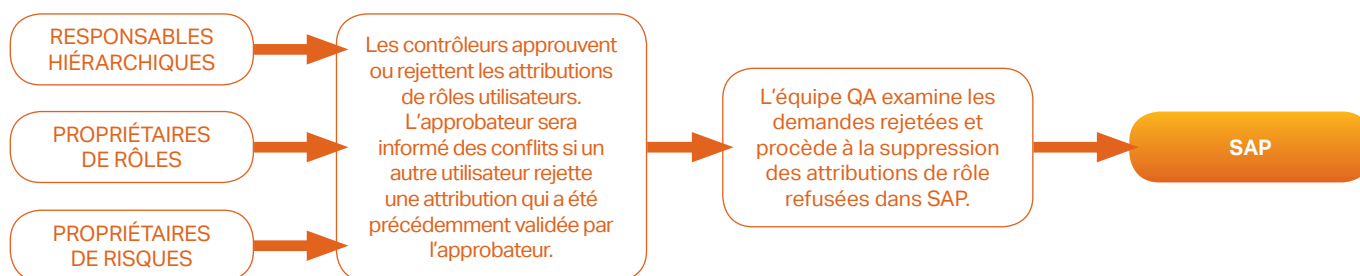 RESPONSABLES
HIÉRARCHIQUES
PROPRIÉTAIRES
DE RÔLES
PROPRIÉTAIRES
DE RISQUES
Les contrôleurs approuvent
ou rejettent les attributions
de rôles utilisateurs.
L'approbateur sera
informé des conflits si un
autre utilisateur rejette
une attribution qui a été
précédemment validée par
l'approbateur.
L'équipe QA examine les
demandes rejetées et
procède à la suppression
des attributions de rôle
refusées dans SAP.
SAP